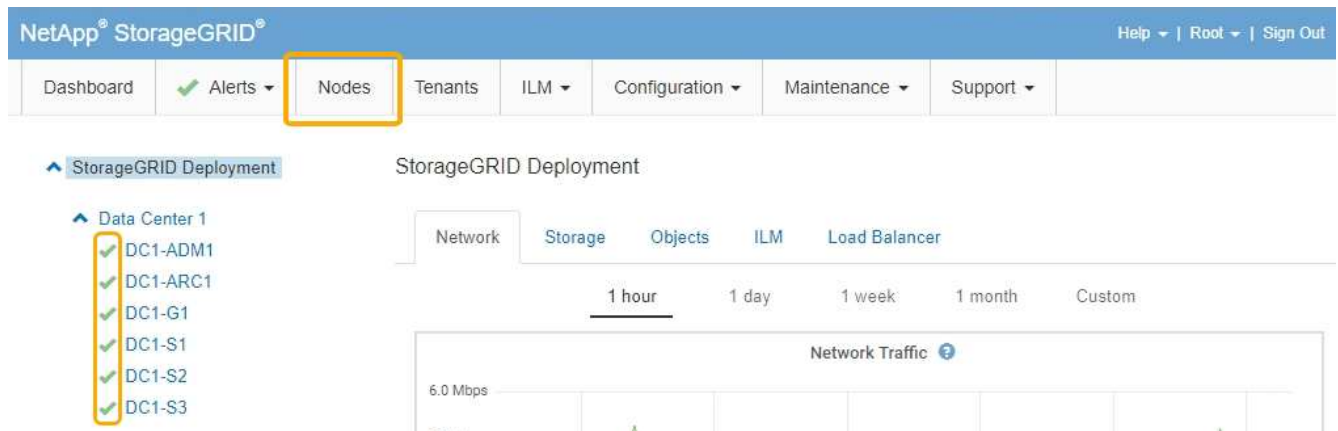 NetApp® StorageGRID®
Help | Root | Sign Out
Dashboard Alerts Nodes Tenants ILM Configuration Maintenance Support
StorageGRID Deployment
StorageGRID Deployment
Data Center 1
DC1-ADM1
DC1-ARC1
DC1-G1
DC1-S1
DC1-S2
DC1-S3
Network Storage Objects ILM Load Balancer
1 hour 1 day 1 week 1 month Custom
Network Traffic ?
6.0 Mbps